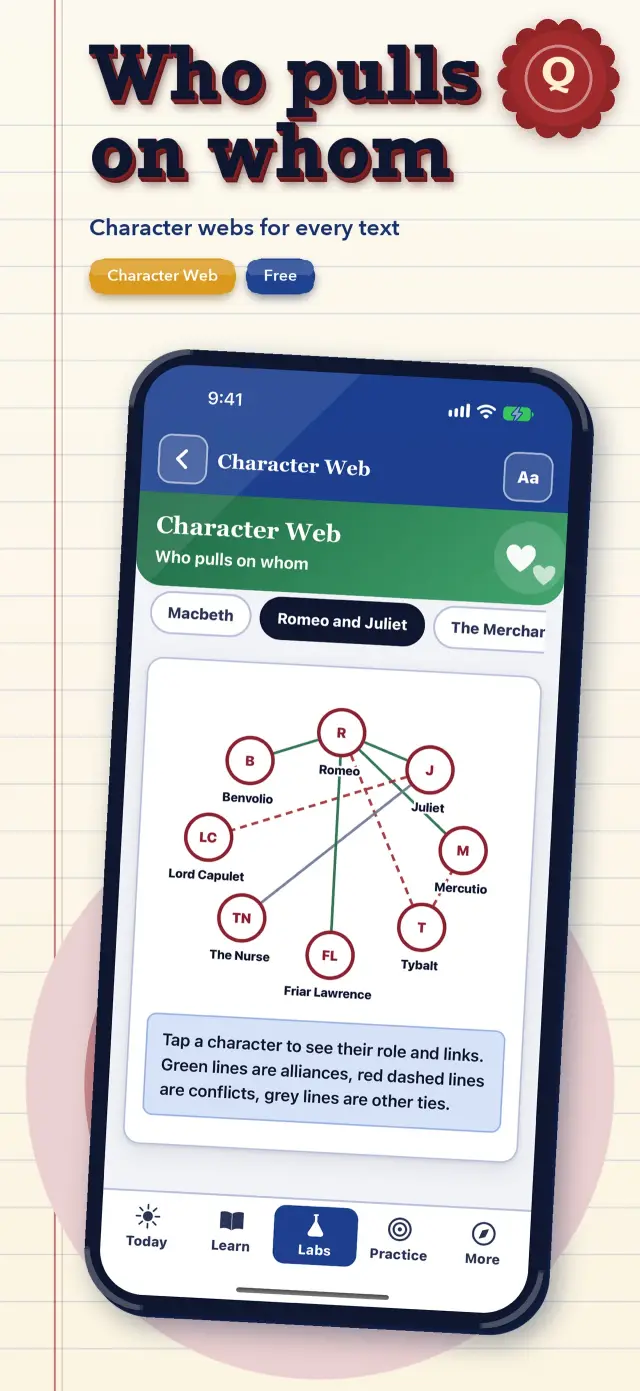 Who pulls
on whom
Q
Character webs for every text
Character Web
Free
9:41
Character Web
Aa
Character Web
Who pulls on whom
Macbeth
Romeo and Juliet
The Merchar
R
Romeo
B
Benvolio
J
Juliet
LC
Lord Capulet
M
Mercutio
TN
The Nurse
T
Tybalt
FL
Friar Lawrence
Tap a character to see their role and links.
Green lines are alliances, red dashed lines
are conflicts, grey lines are other ties.
Today
Learn
Labs
Practice
More